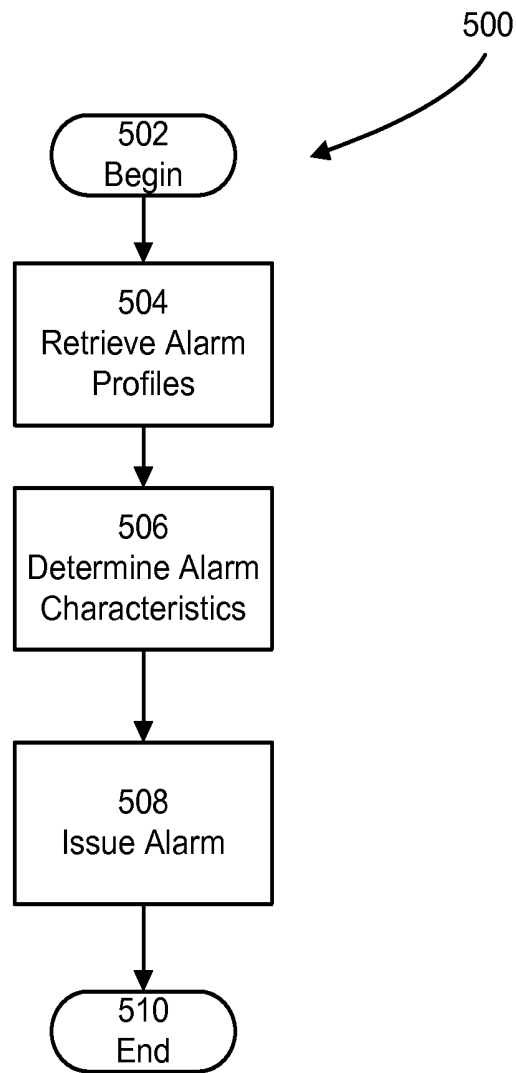 500
502
Begin
504
Retrieve Alarm
Profiles
506
Determine Alarm
Characteristics
508
Issue Alarm
510
End